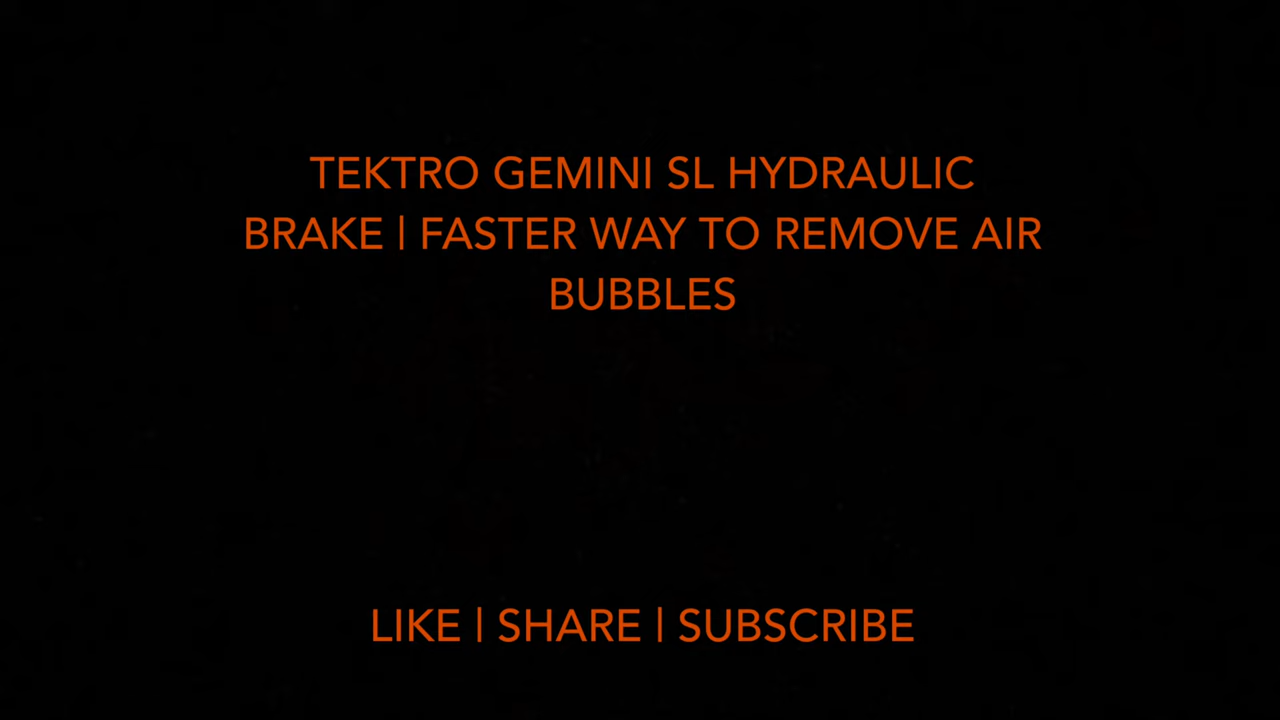 TEKTRO GEMINI SL HYDRAULIC
BRAKE | FASTER WAY TO REMOVE AIR
BUBBLES
LIKE | SHARE | SUBSCRIBE